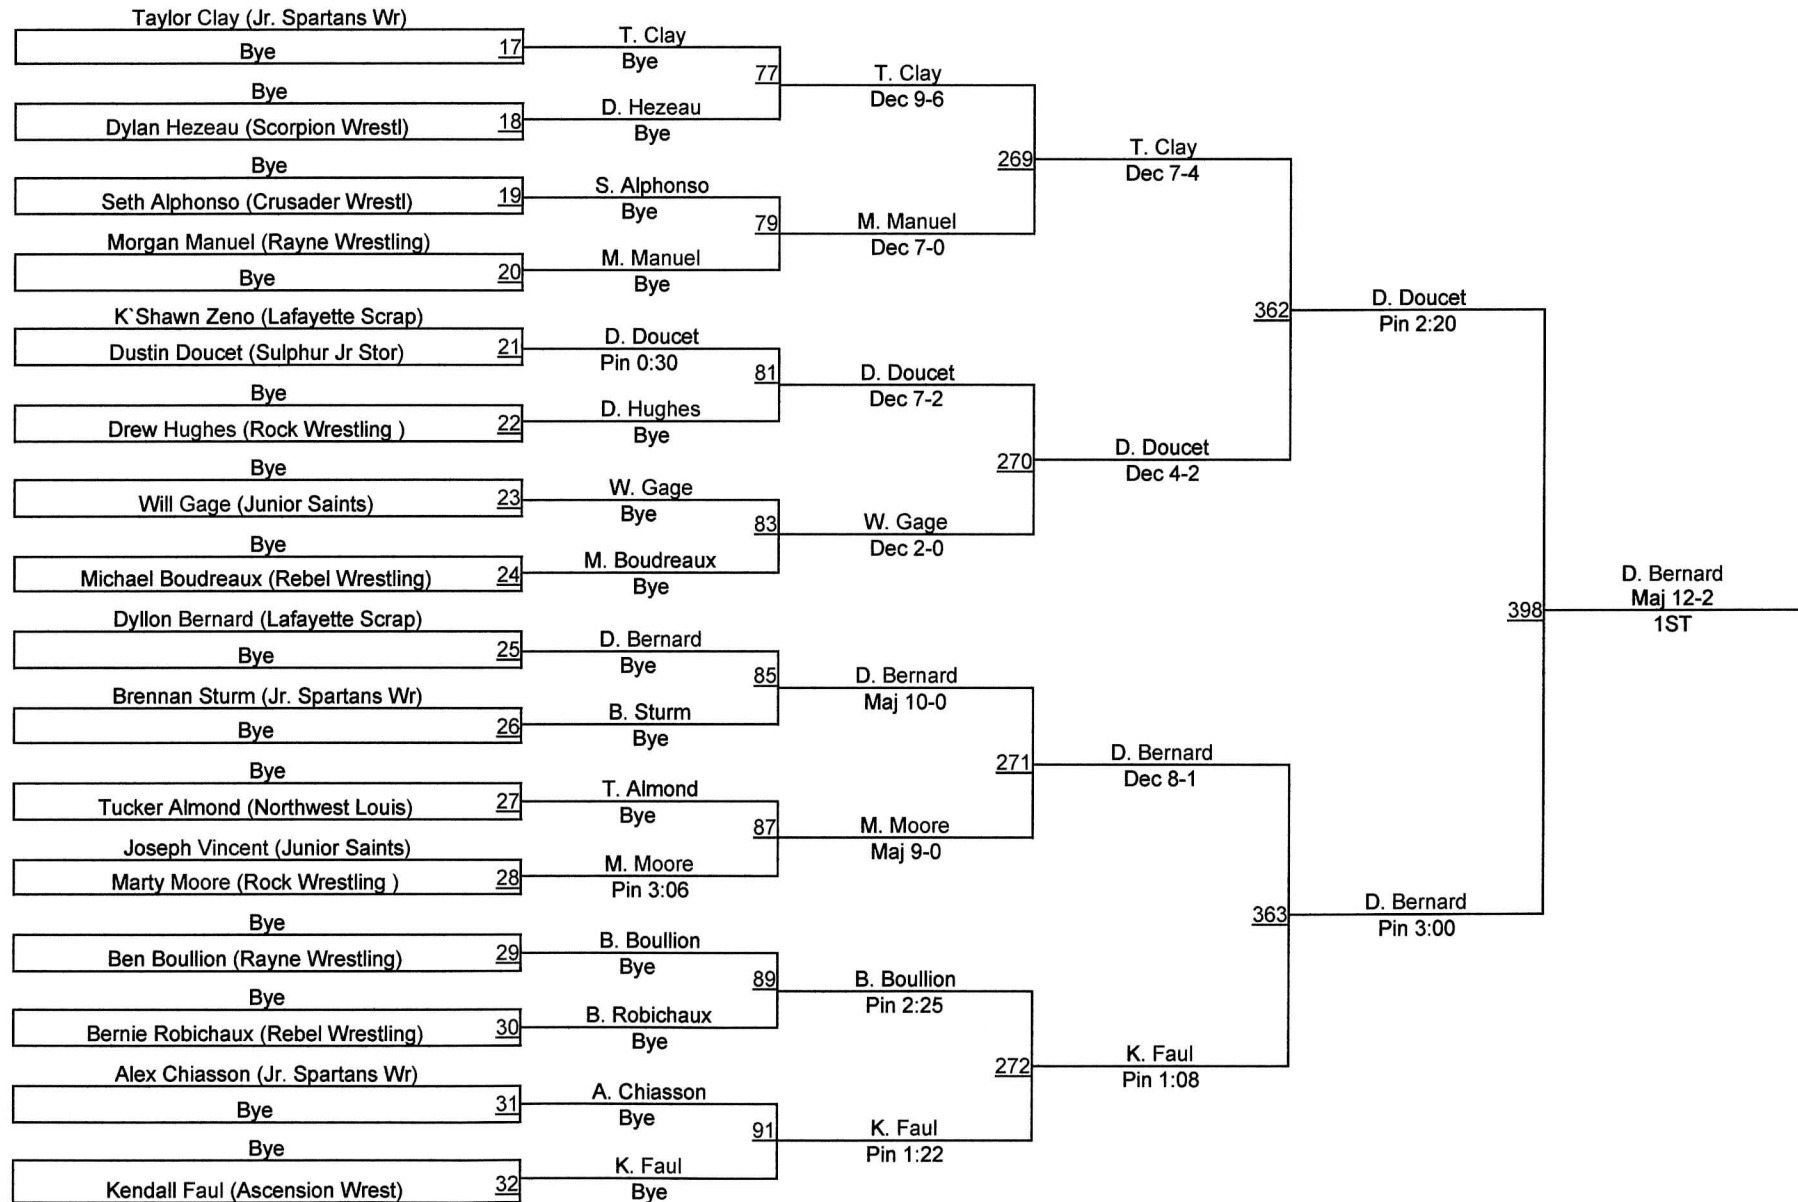 Taylor Clay (Jr. Spartans Wr)
Bye 17
Bye
Dylan Hezeau (Scorpion Wrestl) 18
Bye
Seth Alphonso (Crusader Wrestl) 19
Morgan Manuel (Rayne Wrestling)
Bye 20
K`Shawn Zeno (Lafayette Scrap)
Dustin Doucet (Sulphur Jr Stor) 21
Bye
Drew Hughes (Rock Wrestling ) 22
Bye
Will Gage (Junior Saints) 23
Bye
Michael Boudreaux (Rebel Wrestling) 24
Dyllon Bernard (Lafayette Scrap)
Bye 25
Brennan Sturm (Jr. Spartans Wr)
Bye 26
Bye
Tucker Almond (Northwest Louis) 27
Joseph Vincent (Junior Saints)
Marty Moore (Rock Wrestling ) 28
Bye
Ben Boullion (Rayne Wrestling) 29
Bye
Bernie Robichaux (Rebel Wrestling) 30
Alex Chiasson (Jr. Spartans Wr)
Bye 31
Bye
Kendall Faul (Ascension Wrest) 32
T. Clay
Bye
77
D. Hezeau
Bye
S. Alphonso
Bye
79
M. Manuel
Bye
D. Doucet
Pin 0:30
81
D. Hughes
Bye
W. Gage
Bye
83
M. Boudreaux
Bye
D. Bernard
Bye
85
B. Sturm
Bye
T. Almond
Bye
87
M. Moore
Pin 3:06
B. Boullion
Bye
89
B. Robichaux
Bye
A. Chiasson
Bye
91
K. Faul
Bye
T. Clay
Dec 9-6
269
M. Manuel
Dec 7-0
D. Doucet
Dec 7-2
270
W. Gage
Dec 2-0
D. Bernard
Maj 10-0
271
M. Moore
Maj 9-0
B. Boullion
Pin 2:25
272
K. Faul
Pin 1:22
T. Clay
Dec 7-4
362
D. Doucet
Dec 4-2
D. Bernard
Dec 8-1
363
K. Faul
Pin 1:08
D. Doucet
Pin 2:20
398
D. Bernard
Pin 3:00
D. Bernard
Maj 12-2
1ST